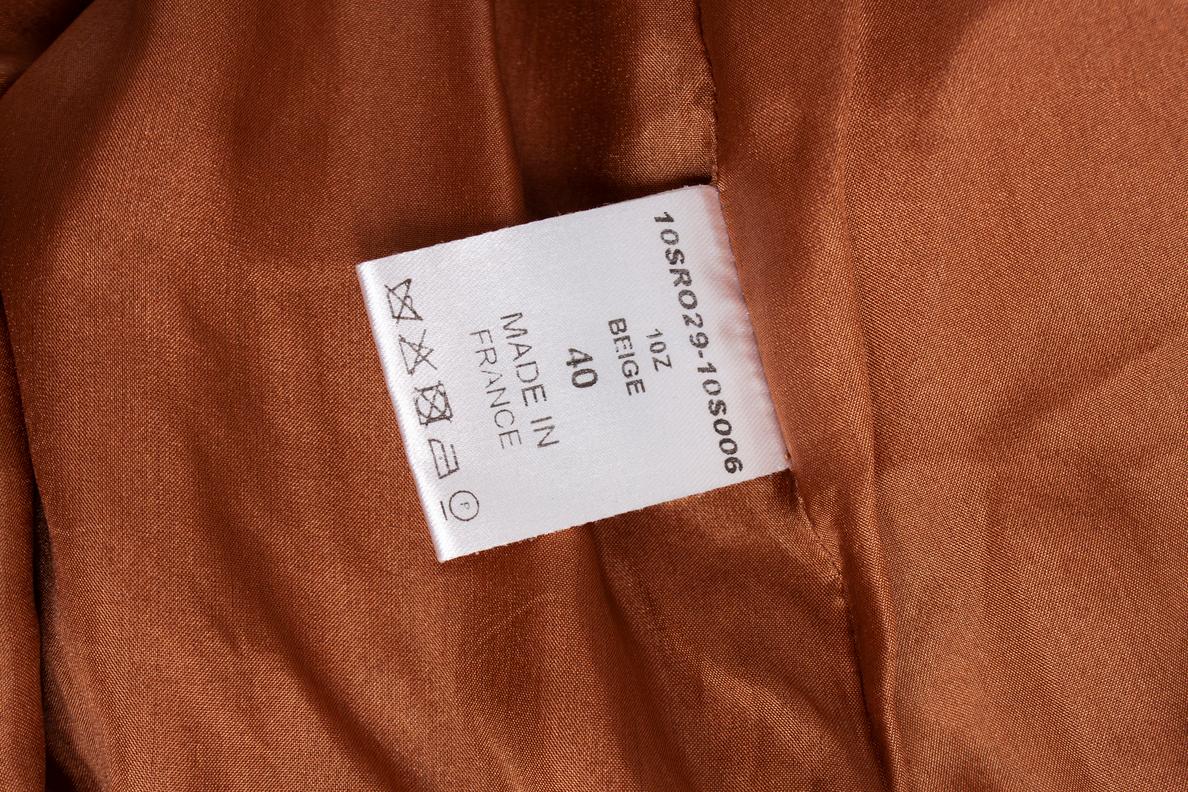 10SRO29-10S006
10Z
BEIGE
40
MADE IN
FRANCE
P